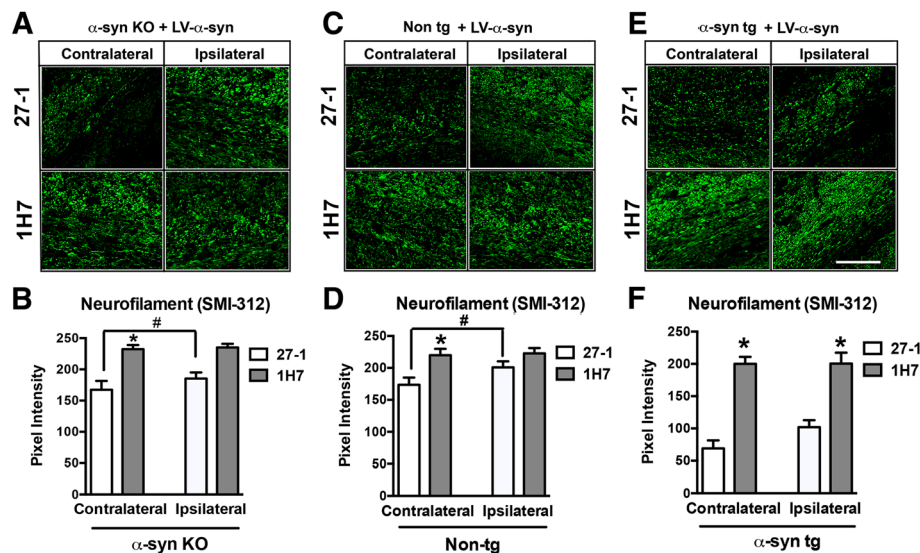 A
α-syn KO + LV-α-syn
Contralateral Ipsilateral
27-1
1H7
C
Non tg + LV-α-syn
Contralateral Ipsilateral
27-1
1H7
E
α-syn tg + LV-α-syn
Contralateral Ipsilateral
27-1
1H7
B
Neurofilament (SMI-312)
Pixel Intensity
250
200
150
100
50
0
#
*
27-1
1H7
Contralateral Ipsilateral
α-syn KO
D
Neurofilament (SMI-312)
Pixel Intensity
250
200
150
100
50
0
#
*
27-1
1H7
Contralateral Ipsilateral
Non-tg
F
Neurofilament (SMI-312)
Pixel Intensity
250
200
150
100
50
0
* *
27-1
1H7
Contralateral Ipsilateral
α-syn tg